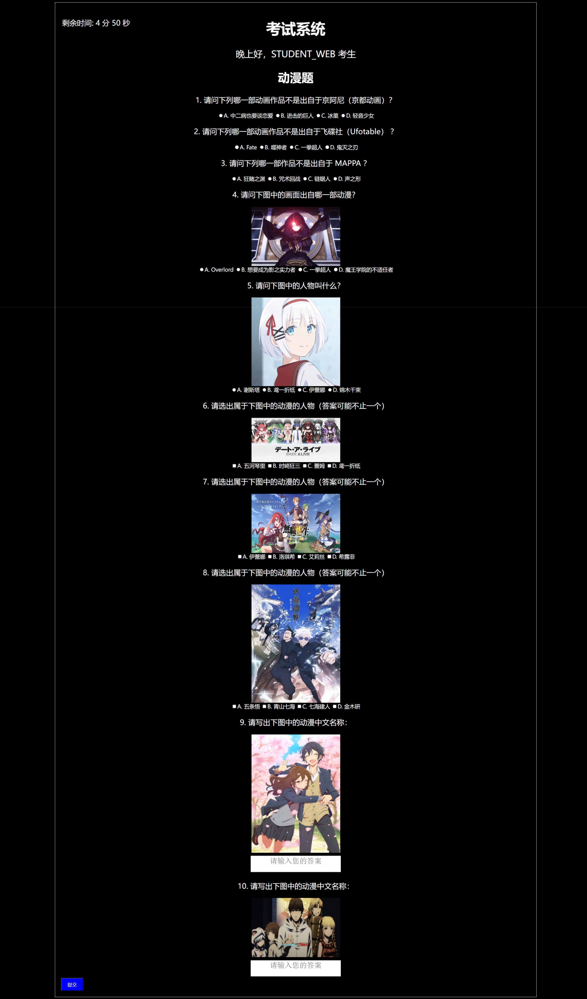 剩余时间: 4 分 50 秒
考试系统
晚上好，STUDENT_WEB 考生
动漫题
1. 请问下列哪一部动画作品不是出自于京阿尼（京都动画）？
A. 中二病也要谈恋爱 B. 进击的巨人 C. 冰菓 D. 轻音少女
2. 请问下列哪一部动画作品不是出自于飞碟社（Ufotable）？
A. Fate B. 噬神者 C. 一拳超人 D. 鬼灭之刃
3. 请问下列哪一部作品不是出自于 MAPPA ？
A. 狂赌之渊 B. 咒术回战 C. 链锯人 D. 声之形
4. 请问下图中的画面出自哪一部动漫？
A. Overlord B. 想要成为影之实力者 C. 一拳超人 D. 魔王学院的不适任者
5. 请问下图中的人物叫什么？
A. 谢斯塔 B. 鸢一折纸 C. 伊蕾娜 D. 锦木千束
6. 请选出属于下图中的动漫的人物（答案可能不止一个）
デート・ア・ライブ
DATE A LIVE
A. 五河琴里 B. 时崎狂三 C. 蕾姆 D. 鸢一折纸
7. 请选出属于下图中的动漫的人物（答案可能不止一个）
転生系小説のパイオニア
無職転生
A. 伊蕾娜 B. 洛琪希 C. 艾莉丝 D. 希露菲
8. 请选出属于下图中的动漫的人物（答案可能不止一个）
呪術廻戦
懐玉・玉折
A. 五条悟 B. 青山七海 C. 七海建人 D. 金木研
9. 请写出下图中的动漫中文名称：
请输入您的答案
10. 请写出下图中的动漫中文名称：
请输入您的答案
提交